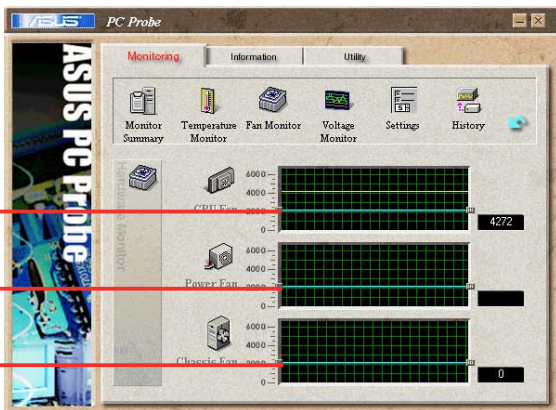 ASUS PC Probe
ASUS PC Probe
Monitoring Information Utility
Monitor Summary
Temperature Monitor
Fan Monitor
Voltage Monitor
Settings
History
Hardware Monitor
6000
4000
2000
0
CPU Fan
4272
6000
4000
2000
0
Power Fan
6000
4000
2000
0
Chassis Fan
0